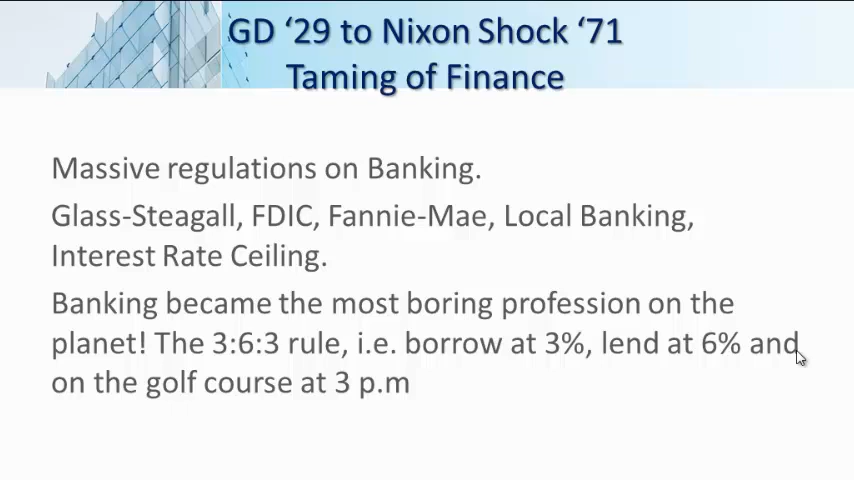 GD ‘29 to Nixon Shock ‘71
Taming of Finance
Massive regulations on Banking.
Glass-Steagall, FDIC, Fannie-Mae, Local Banking,
Interest Rate Ceiling.
Banking became the most boring profession on the
planet! The 3:6:3 rule, i.e. borrow at 3%, lend at 6% and
on the golf course at 3 p.m